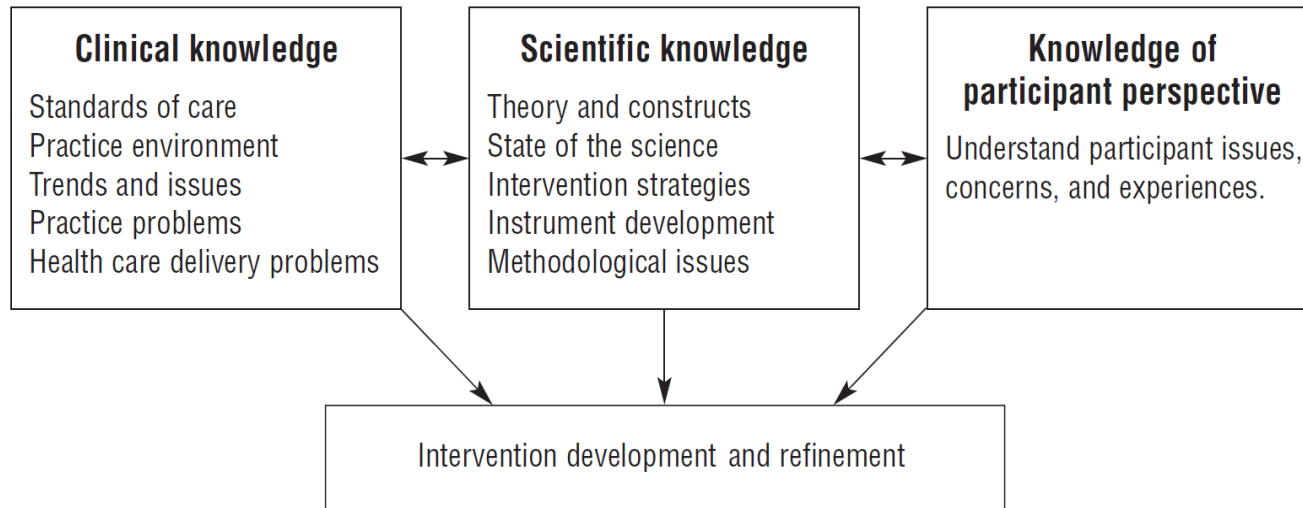 Clinical knowledge
Standards of care
Practice environment
Trends and issues
Practice problems
Health care delivery problems
Scientific knowledge
Theory and constructs
State of the science
Intervention strategies
Instrument development
Methodological issues
Knowledge of
participant perspective
Understand participant issues,
concerns, and experiences.
Intervention development and refinement